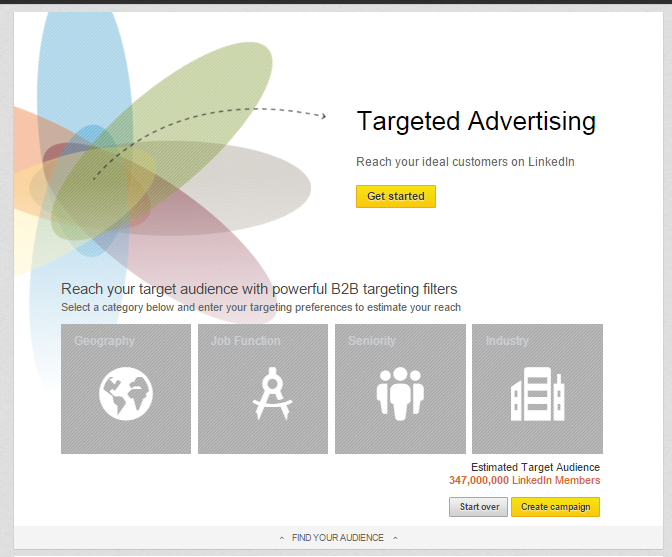 Targeted Advertising
Reach your ideal customers on LinkedIn
Get started
Reach your target audience with powerful B2B targeting filters
Select a category below and enter your targeting preferences to estimate your reach
Geography
Job Function
Seniority
Industry
Estimated Target Audience
347,000,000 LinkedIn Members
Start over
Create campaign
FIND YOUR AUDIENCE